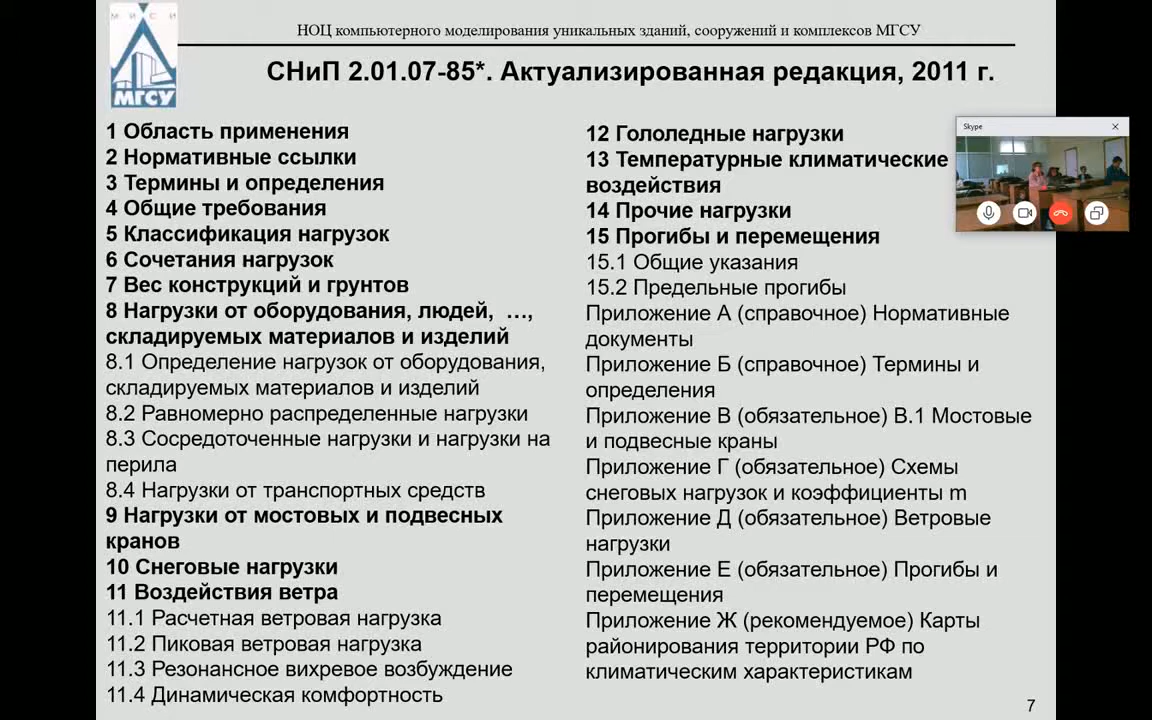 М И С И
МГСУ
НОЦ компьютерного моделирования уникальных зданий, сооружений и комплексов МГСУ
СНиП 2.01.07-85*. Актуализированная редакция, 2011 г.
1 Область применения
2 Нормативные ссылки
3 Термины и определения
4 Общие требования
5 Классификация нагрузок
6 Сочетания нагрузок
7 Вес конструкций и грунтов
8 Нагрузки от оборудования, людей, …,
складируемых материалов и изделий
8.1 Определение нагрузок от оборудования,
складируемых материалов и изделий
8.2 Равномерно распределенные нагрузки
8.3 Сосредоточенные нагрузки и нагрузки на
перила
8.4 Нагрузки от транспортных средств
9 Нагрузки от мостовых и подвесных
кранов
10 Снеговые нагрузки
11 Воздействия ветра
11.1 Расчетная ветровая нагрузка
11.2 Пиковая ветровая нагрузка
11.3 Резонансное вихревое возбуждение
11.4 Динамическая комфортность
12 Гололедные нагрузки
13 Температурные климатические
воздействия
14 Прочие нагрузки
15 Прогибы и перемещения
15.1 Общие указания
15.2 Предельные прогибы
Приложение А (справочное) Нормативные
документы
Приложение Б (справочное) Термины и
определения
Приложение В (обязательное) В.1 Мостовые
и подвесные краны
Приложение Г (обязательное) Схемы
снеговых нагрузок и коэффициенты m
Приложение Д (обязательное) Ветровые
нагрузки
Приложение Е (обязательное) Прогибы и
перемещения
Приложение Ж (рекомендуемое) Карты
районирования территории РФ по
климатическим характеристикам
Skype
7